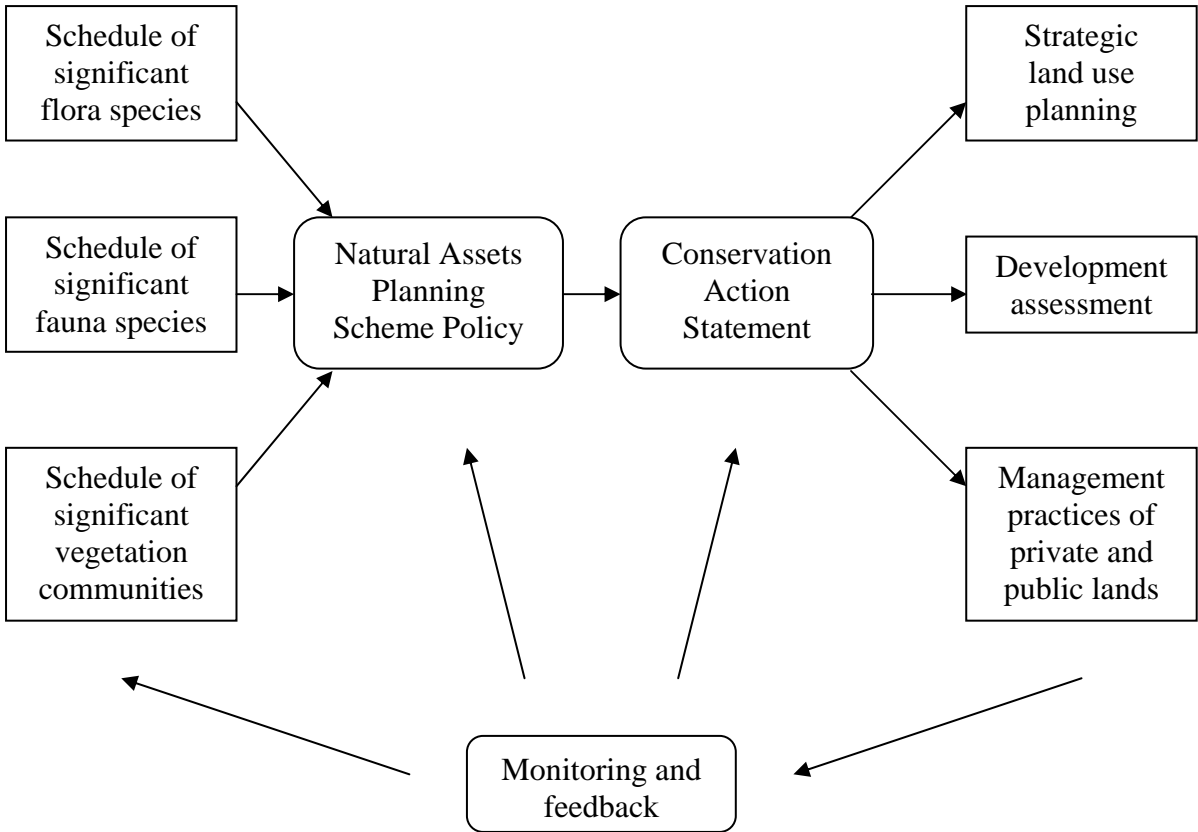 Schedule of
significant
flora species
Strategic
land use
planning
Schedule of
significant
fauna species
Natural Assets
Planning
Scheme Policy
Conservation
Action
Statement
Development
assessment
Schedule of
significant
vegetation
communities
Management
practices of
private and
public lands
Monitoring and
feedback